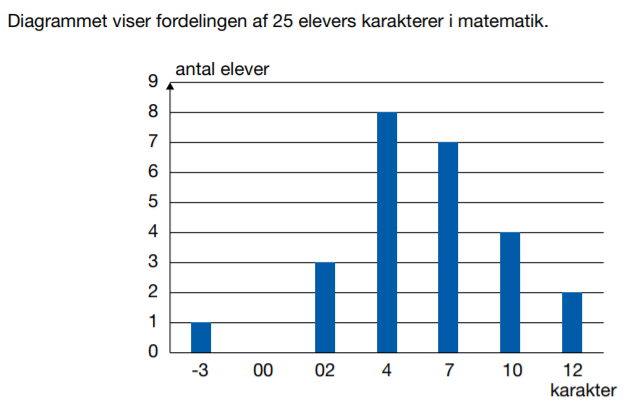 Diagrammet viser fordelingen af 25 elevers karakterer i matematik.
antal elever
9
8
7
6
5
4
3
2
1
0
-3 00 02 4 7 10 12
karakter